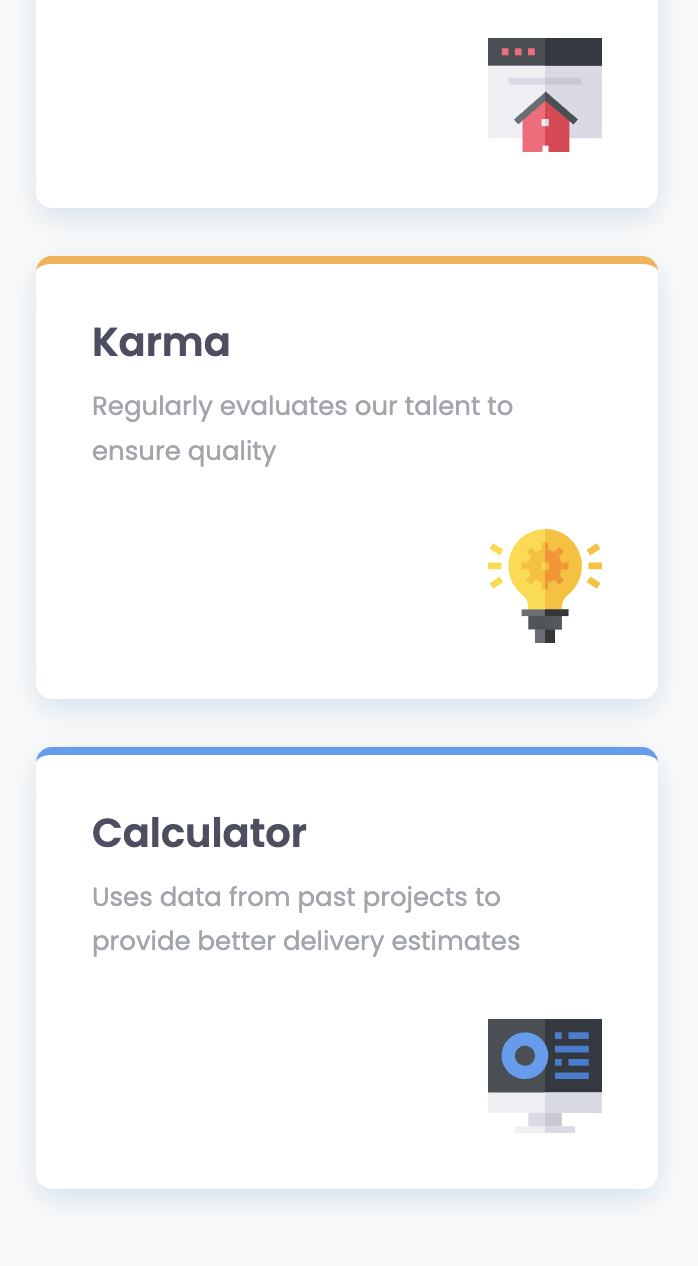 Karma
Regularly evaluates our talent to
ensure quality
Calculator
Uses data from past projects to
provide better delivery estimates